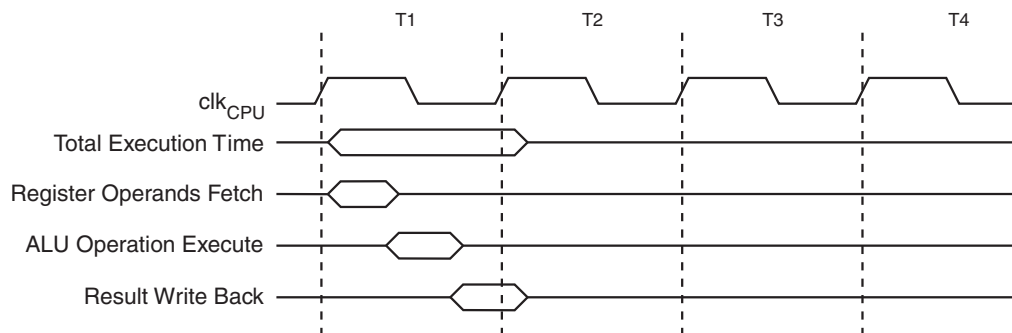 T1 T2 T3 T4
clkCPU
Total Execution Time
Register Operands Fetch
ALU Operation Execute
Result Write Back